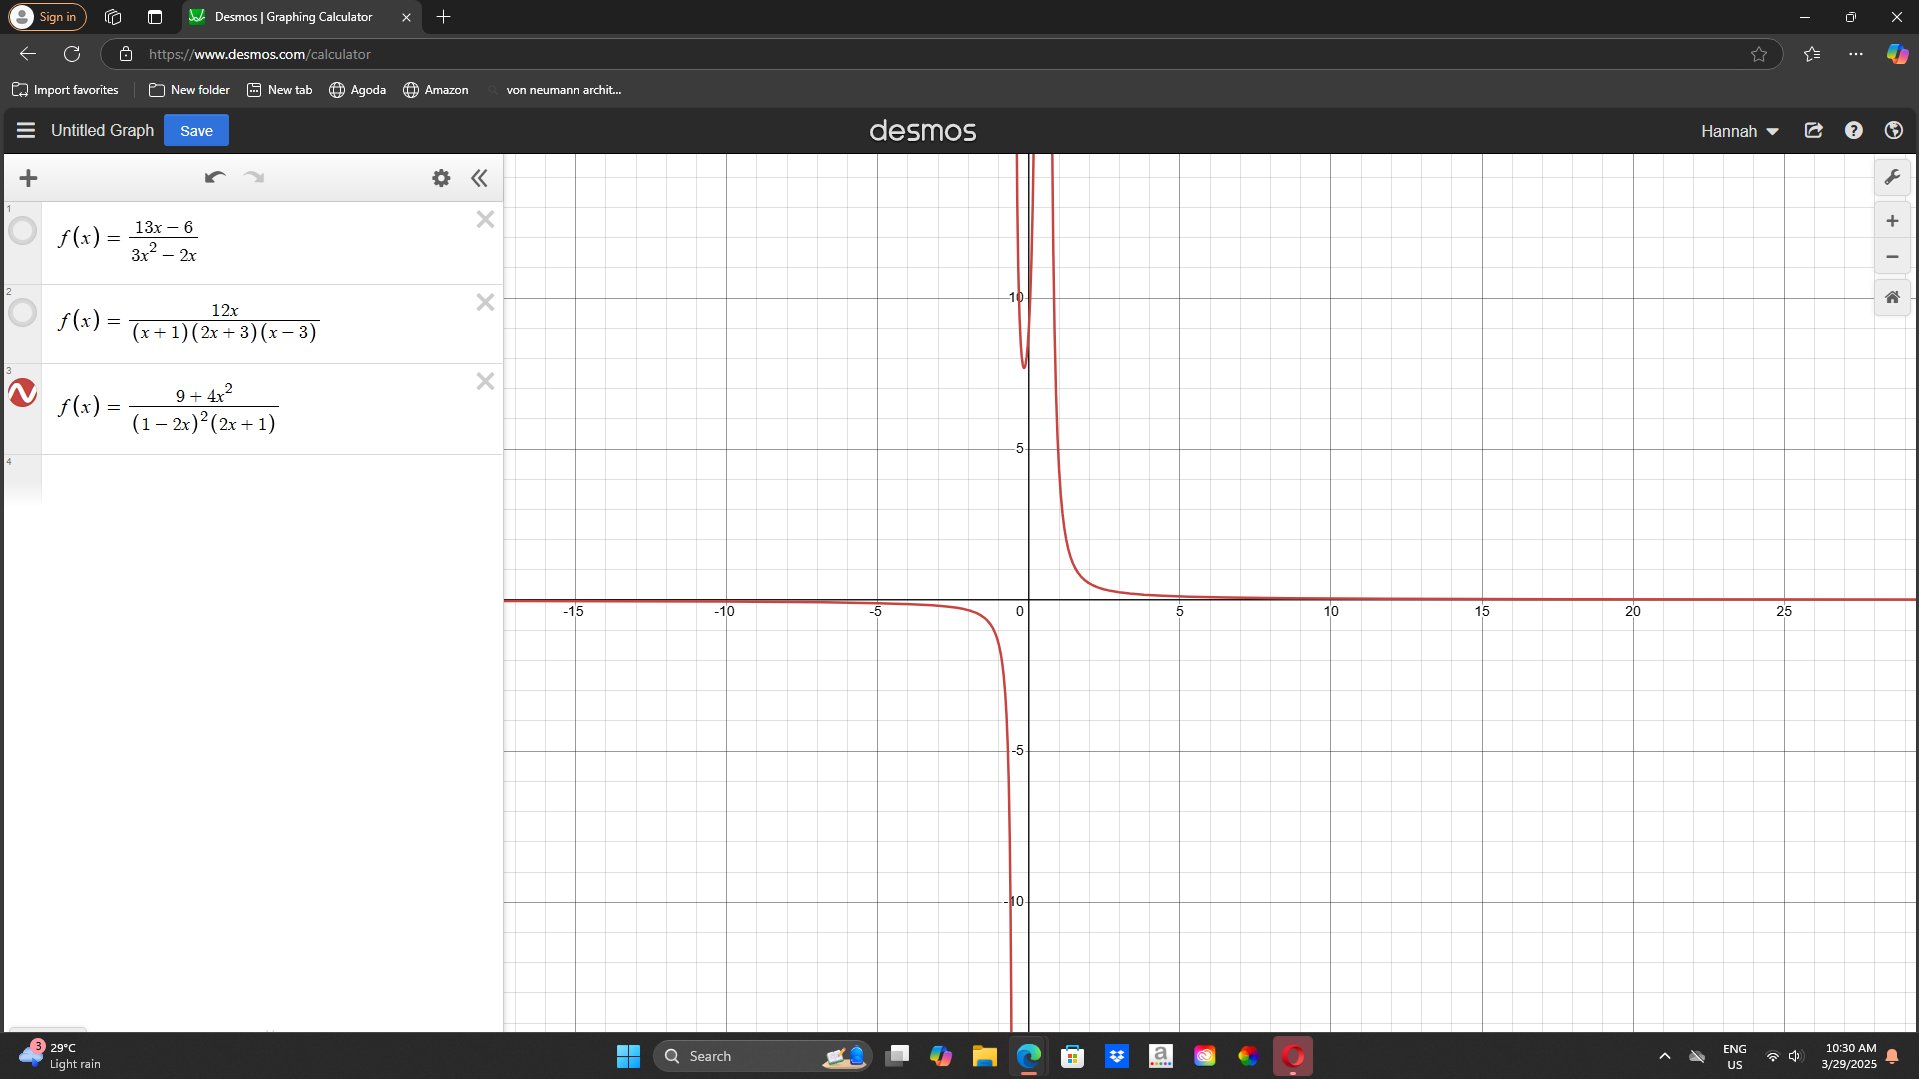 Sign in
Desmos | Graphing Calculator
https://www.desmos.com/calculator
Import favorites
New folder
New tab
Agoda
Amazon
von neumann archit...
Untitled Graph
Save
desmos
Hannah
1
f(x) = \frac{13x - 6}{3x^2 - 2x}
2
f(x) = \frac{12x}{(x + 1)(2x + 3)(x - 3)}
3
f(x) = \frac{9 + 4x^2}{(1 - 2x)^2(2x + 1)}
4
10
5
-15 -10 -5 0 5 10 15 20 25
-5
-10
3
29°C
Light rain
Search
a
ENG
US
10:30 AM
3/29/2025